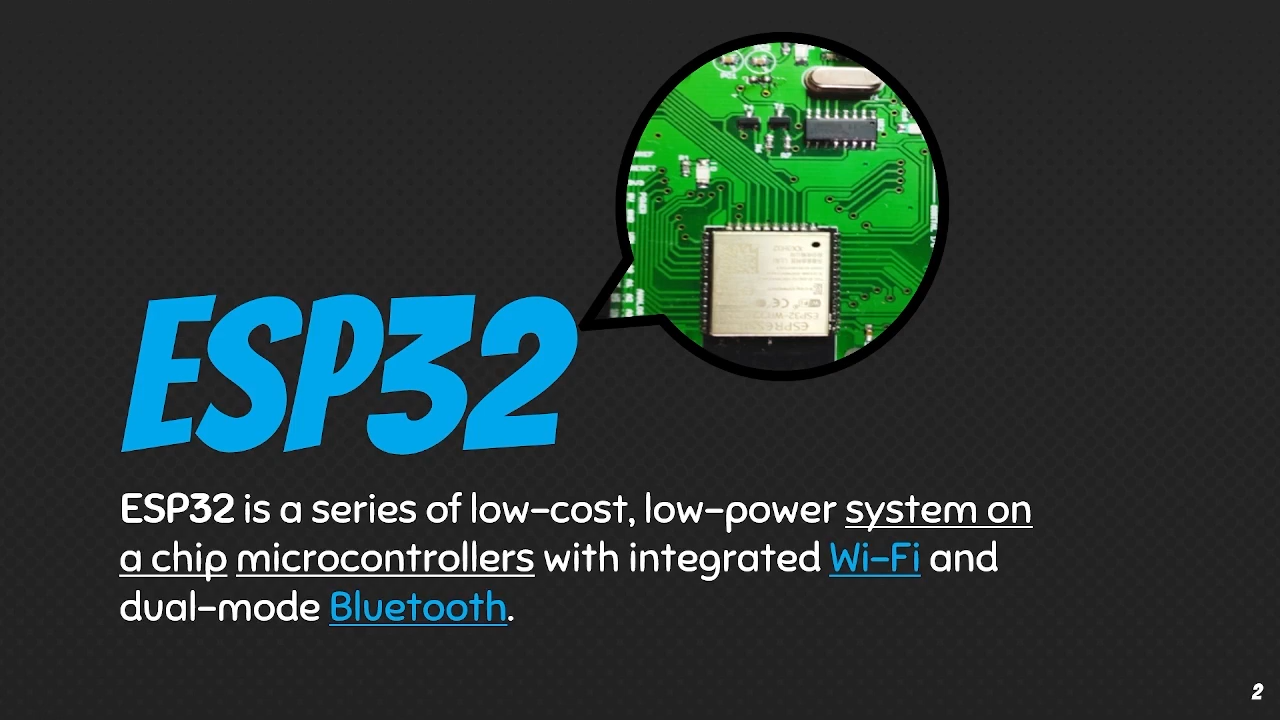 ESP32
ESP32 is a series of low-cost, low-power system on
a chip microcontrollers with integrated Wi-Fi and
dual-mode Bluetooth.
2